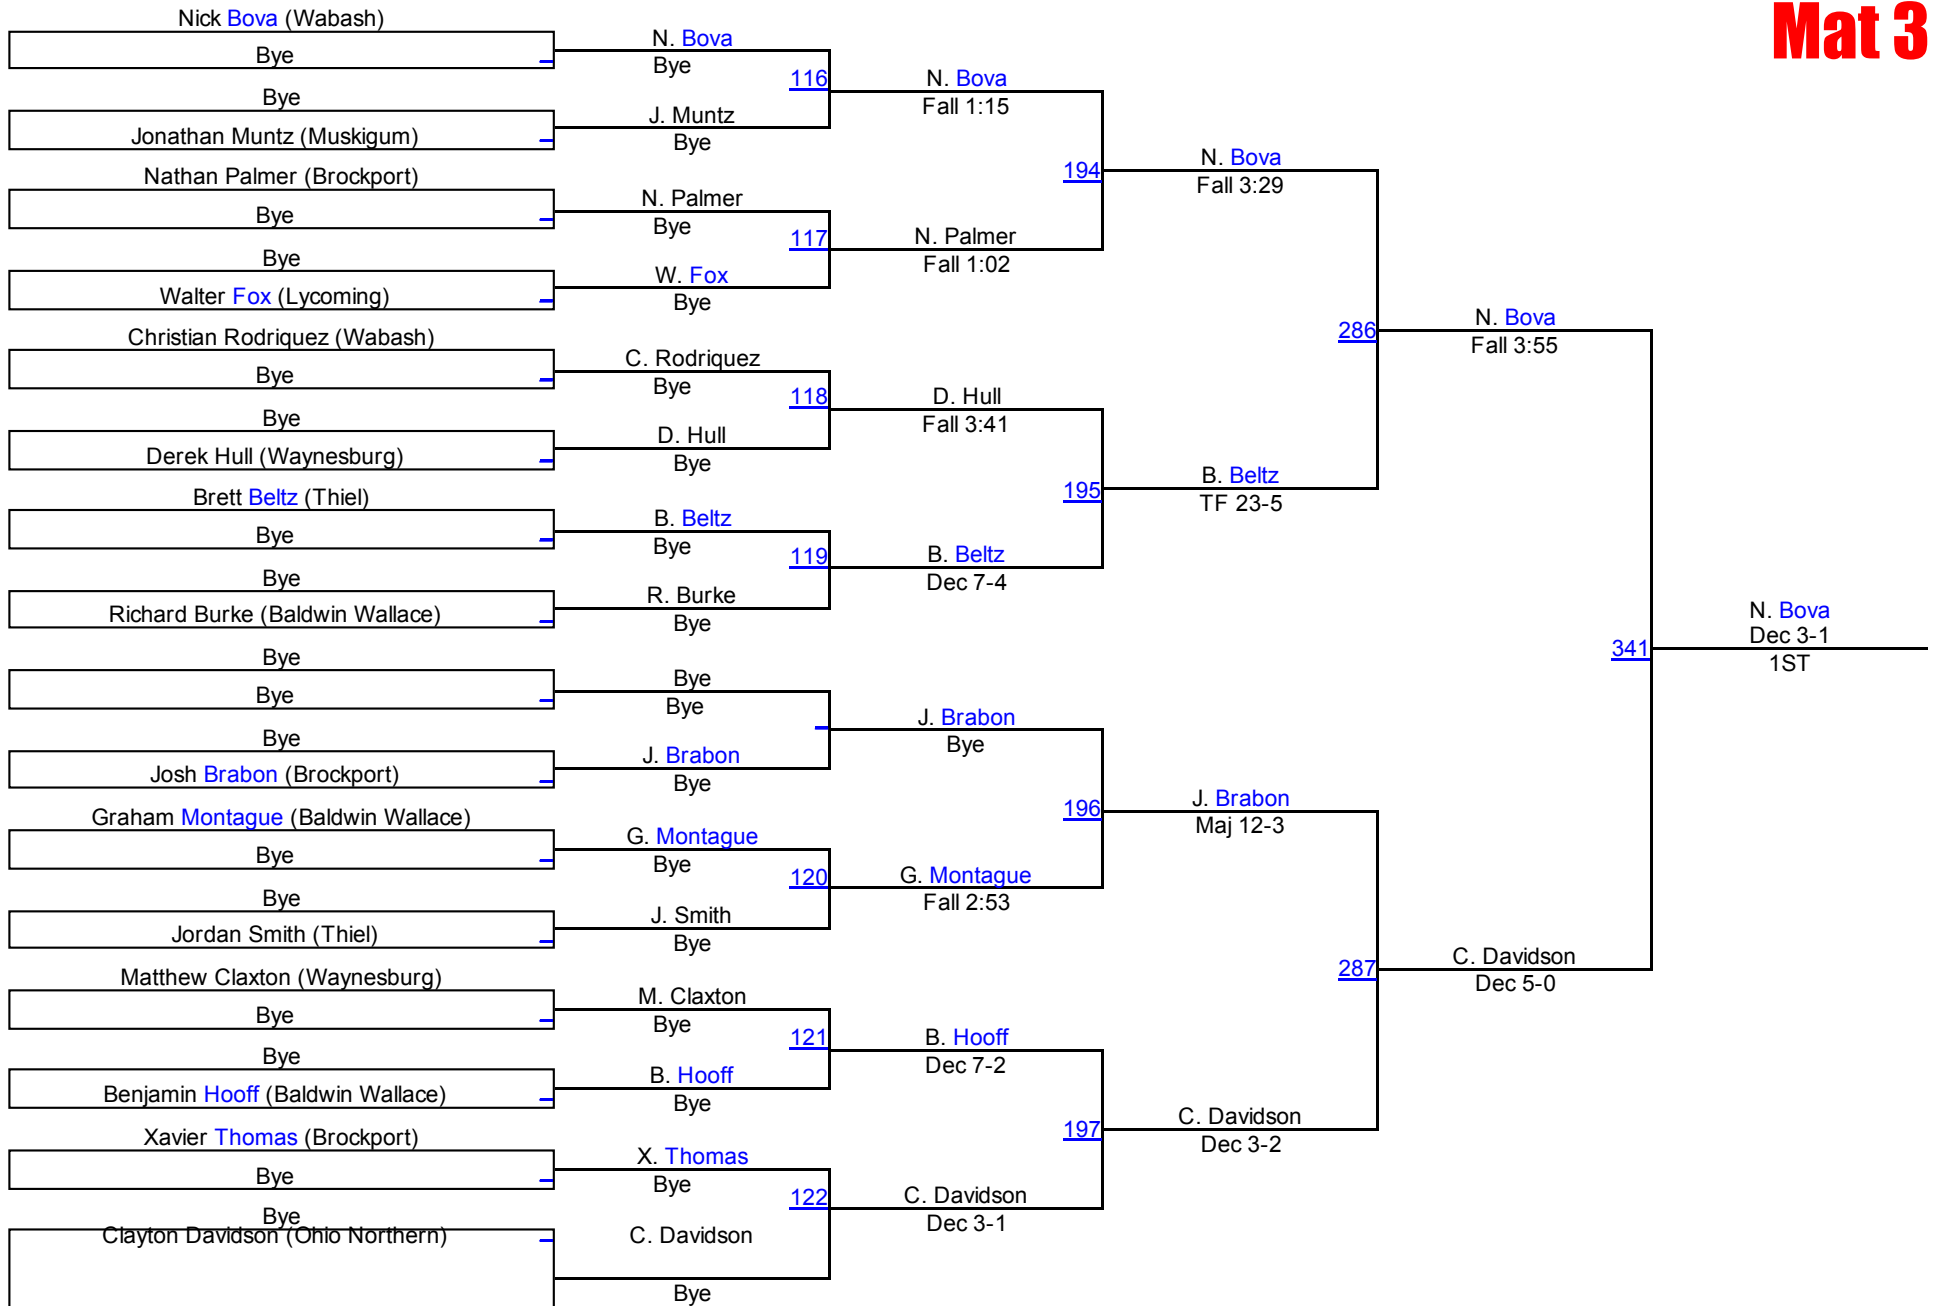 Mat 3
Nick Bova (Wabash)
Bye
Bye
Jonathan Muntz (Muskigum)
Nathan Palmer (Brockport)
Bye
Bye
Walter Fox (Lycoming)
Christian Rodriquez (Wabash)
Bye
Bye
Derek Hull (Waynesburg)
Brett Beltz (Thiel)
Bye
Bye
Richard Burke (Baldwin Wallace)
Bye
Bye
Bye
Josh Brabon (Brockport)
Graham Montague (Baldwin Wallace)
Bye
Bye
Jordan Smith (Thiel)
Matthew Claxton (Waynesburg)
Bye
Bye
Benjamin Hooff (Baldwin Wallace)
Xavier Thomas (Brockport)
Bye
Bye
Clayton Davidson (Ohio Northern)
N. Bova
Bye
116
J. Muntz
Bye
N. Palmer
Bye
117
W. Fox
Bye
C. Rodriquez
Bye
118
D. Hull
Bye
B. Beltz
Bye
119
R. Burke
Bye
Bye
Bye
J. Brabon
Bye
G. Montague
Bye
120
J. Smith
Bye
M. Claxton
Bye
121
B. Hooff
Bye
X. Thomas
Bye
122
C. Davidson
Bye
N. Bova
Fall 1:15
194
N. Palmer
Fall 1:02
D. Hull
Fall 3:41
195
B. Beltz
Dec 7-4
J. Brabon
Bye
196
G. Montague
Fall 2:53
B. Hooff
Dec 7-2
197
C. Davidson
Dec 3-1
N. Bova
Fall 3:29
286
B. Beltz
TF 23-5
J. Brabon
Maj 12-3
287
C. Davidson
Dec 3-2
N. Bova
Fall 3:55
341
C. Davidson
Dec 5-0
N. Bova
Dec 3-1
1ST